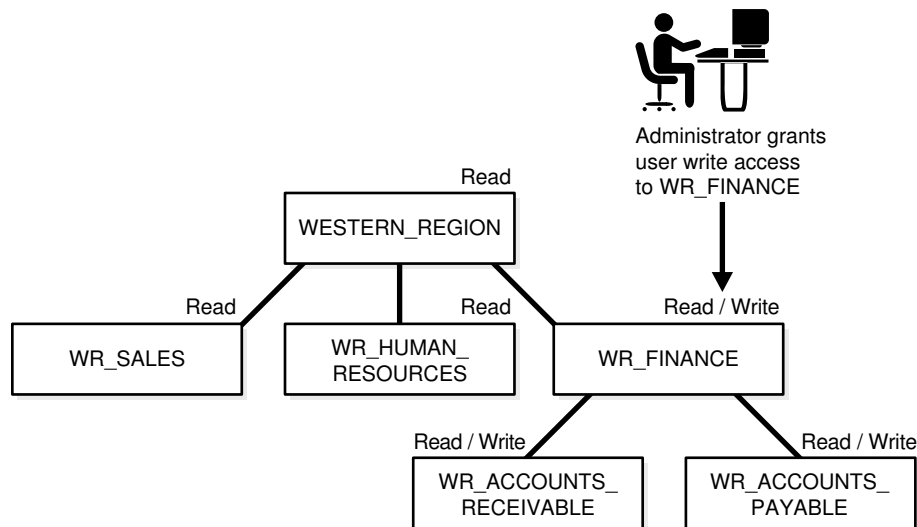 Administrator grants
user write access
to WR_FINANCE
Read
WESTERN_REGION
Read
Read
Read / Write
WR_SALES
WR_HUMAN_
RESOURCES
WR_FINANCE
Read / Write
Read / Write
WR_ACCOUNTS_
RECEIVABLE
WR_ACCOUNTS_
PAYABLE